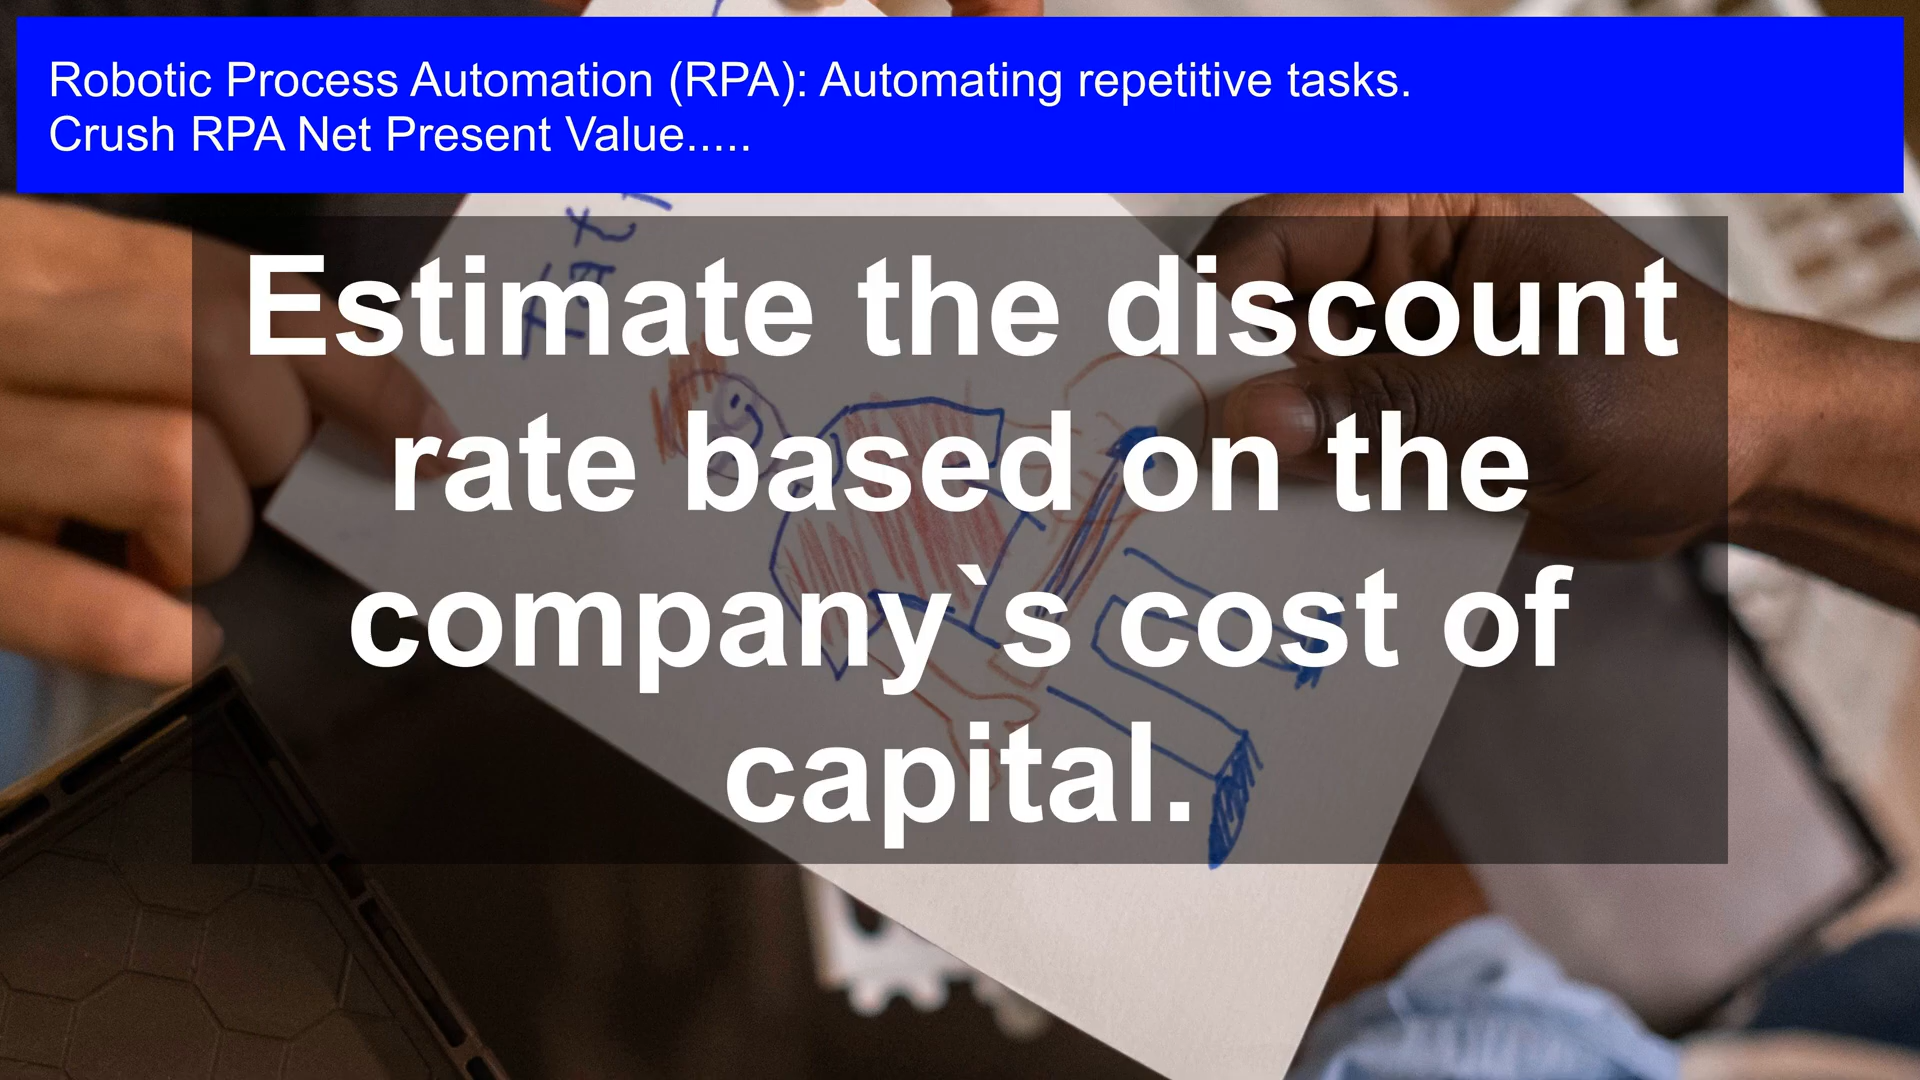 Robotic Process Automation (RPA): Automating repetitive tasks.
Crush RPA Net Present Value.....
Estimate the discount
rate based on the
company`s cost of
capital.